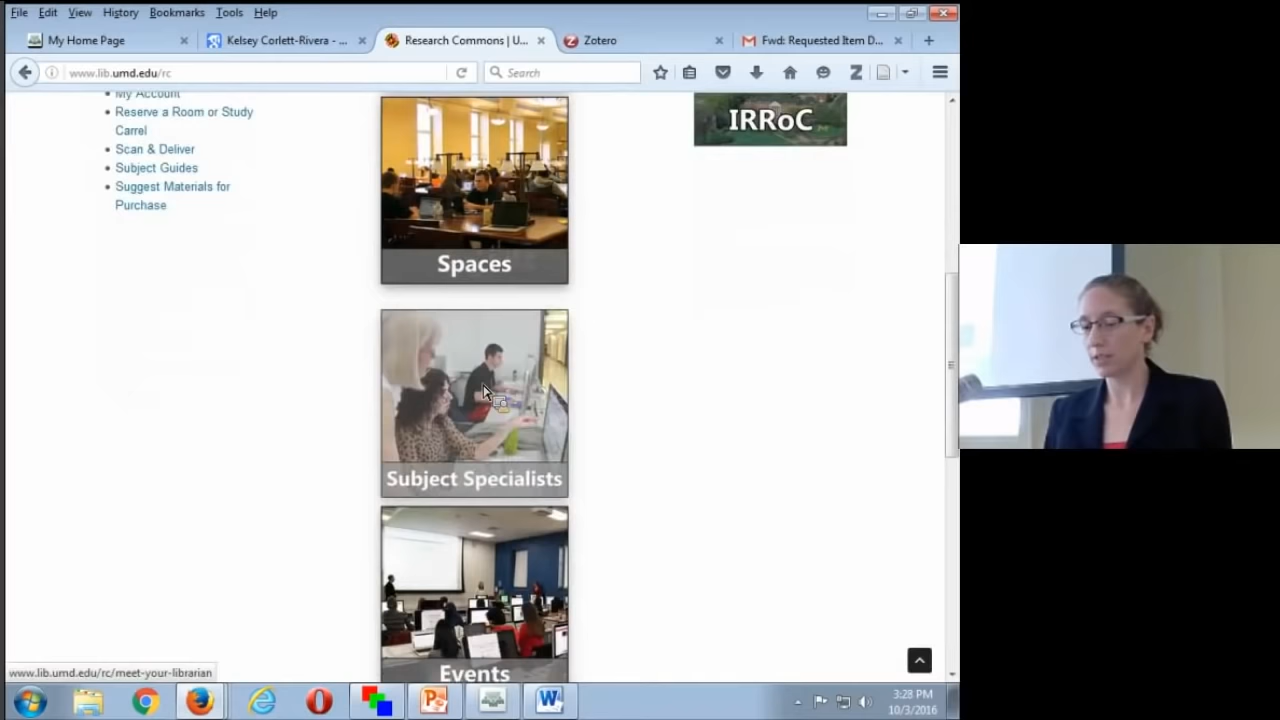 File Edit View History Bookmarks Tools Help
My Home Page
Kelsey Corlett-Rivera - ...
Research Commons | U...
Zotero
Fwd: Requested Item D...
www.lib.umd.edu/rc
Search
My Account
Reserve a Room or Study
Carrel
Scan & Deliver
Subject Guides
Suggest Materials for
Purchase
IRRoC
Spaces
Subject Specialists
Events
www.lib.umd.edu/rc/meet-your-librarian
3:28 PM
10/3/2016